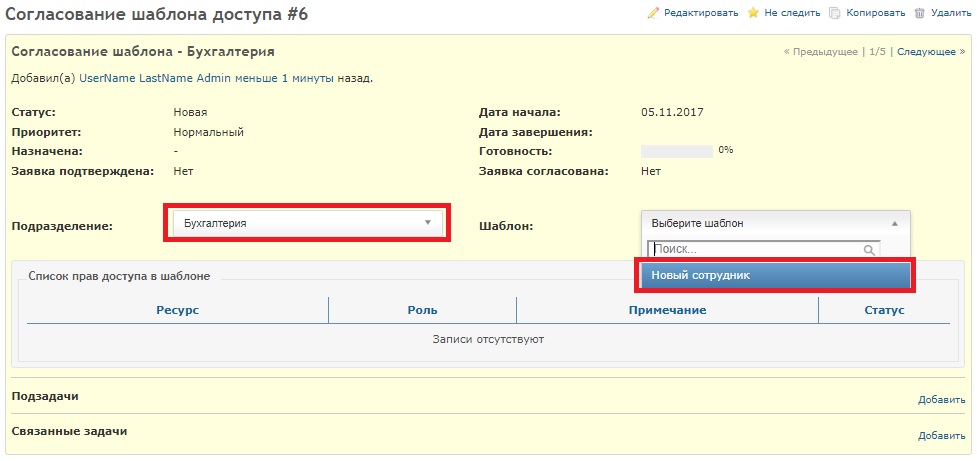 Согласование шаблона доступа #6
Редактировать Не следить Копировать Удалить
Согласование шаблона - Бухгалтерия
« Предыдущее | 1/5 | Следующее »
Добавил(а) UserName LastName Admin меньше 1 минуты назад.
Статус: Новая Дата начала: 05.11.2017
Приоритет: Нормальный Дата завершения:
Назначена: - Готовность: 0%
Заявка подтверждена: Нет Заявка согласована: Нет
Подразделение: Бухгалтерия Шаблон: Выберите шаблон
Поиск...
Новый сотрудник
Список прав доступа в шаблоне
Ресурс Роль Примечание Статус
Записи отсутствуют
Подзадачи Добавить
Связанные задачи Добавить